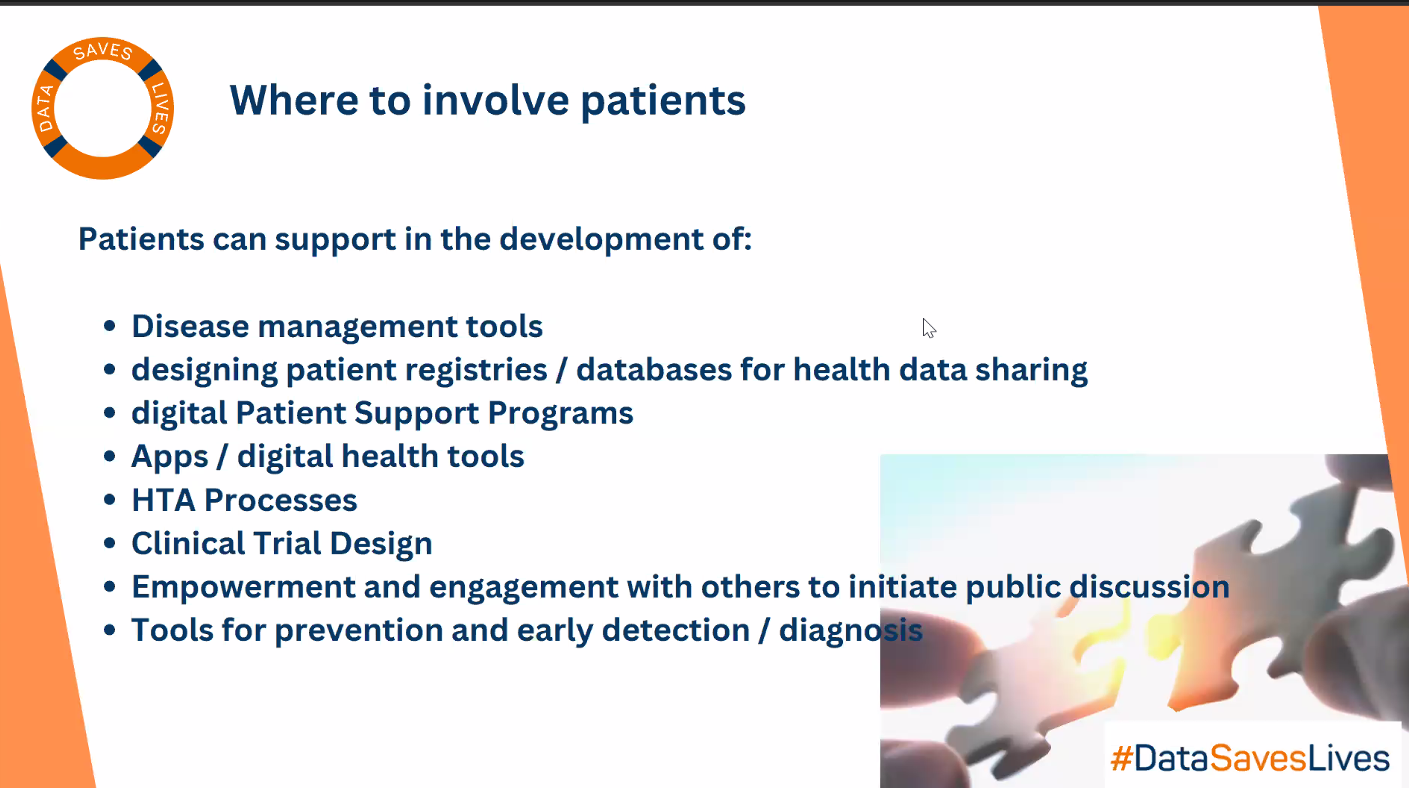 DATA SAVES LIVES
Where to involve patients
Patients can support in the development of:
• Disease management tools
• designing patient registries / databases for health data sharing
• digital Patient Support Programs
• Apps / digital health tools
• HTA Processes
• Clinical Trial Design
• Empowerment and engagement with others to initiate public discussion
• Tools for prevention and early detection / diagnosis
#DataSavesLives